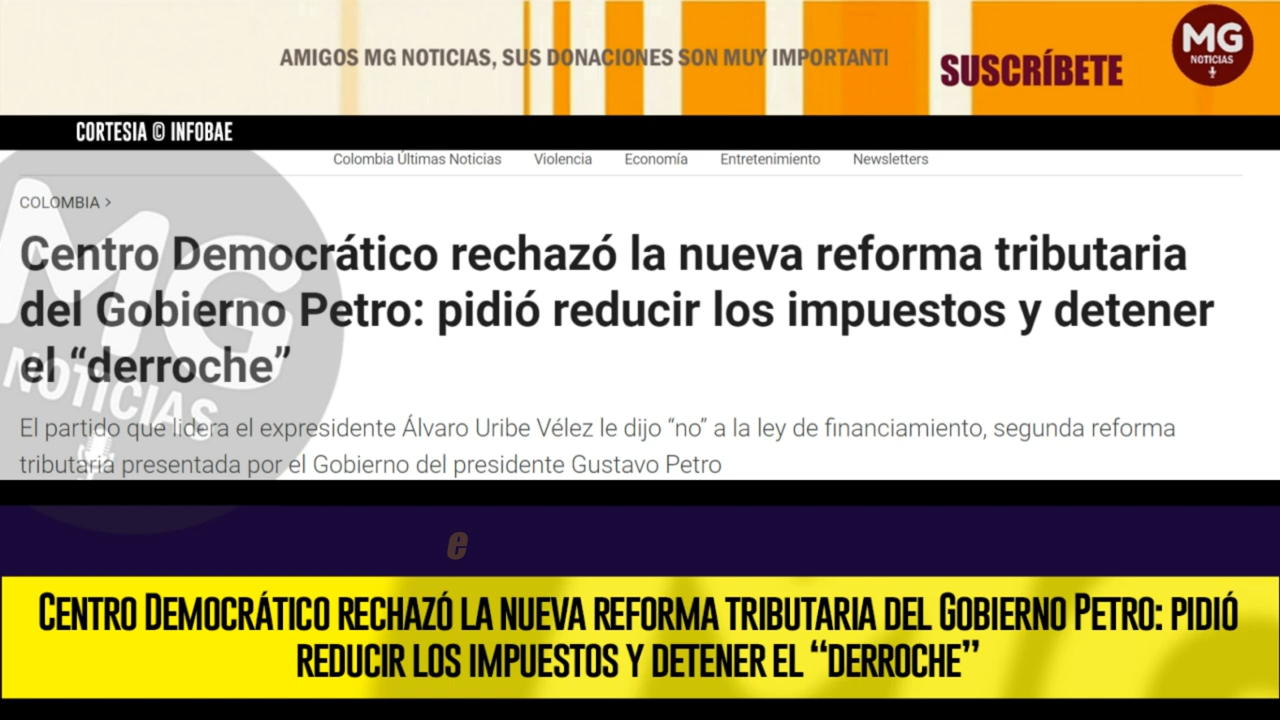 AMIGOS MG NOTICIAS, SUS DONACIONES SON MUY IMPORTANTI
SUSCRÍBETE
MG
NOTICIAS
CORTESIA © INFOBAE
Colombia Últimas Noticias Violencia Economía Entretenimiento Newsletters
COLOMBIA >
Centro Democrático rechazó la nueva reforma tributaria
del Gobierno Petro: pidió reducir los impuestos y detener
el “derroche”
MG
NOTICIAS
El partido que lidera el expresidente Álvaro Uribe Vélez le dijo “no” a la ley de financiamiento, segunda reforma
tributaria presentada por el Gobierno del presidente Gustavo Petro
e
CENTRO DEMOCRÁTICO RECHAZÓ LA NUEVA REFORMA TRIBUTARIA DEL GOBIERNO PETRO: PIDIÓ
REDUCIR LOS IMPUESTOS Y DETENER EL “DERROCHE”